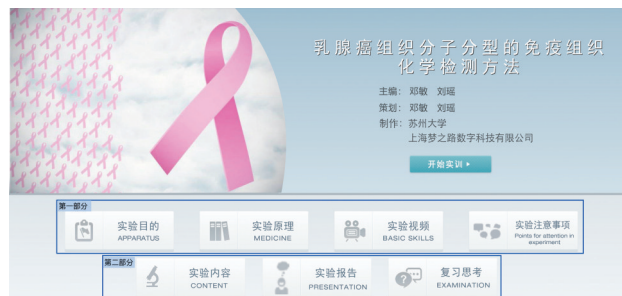 乳腺癌组织分子分型的免疫组织
化学检测方法
主编： 邓敏 刘瑶
策划： 邓敏 刘瑶
制作： 苏州大学
上海梦之路数字科技有限公司
开始实训
第一部分
实验目的
APPARATUS
实验原理
MEDICINE
实验视频
BASIC SKILLS
实验注意事项
Points for attention in
experiment
第二部分
实验内容
CONTENT
实验报告
PRESENTATION
复习思考
EXAMINATION